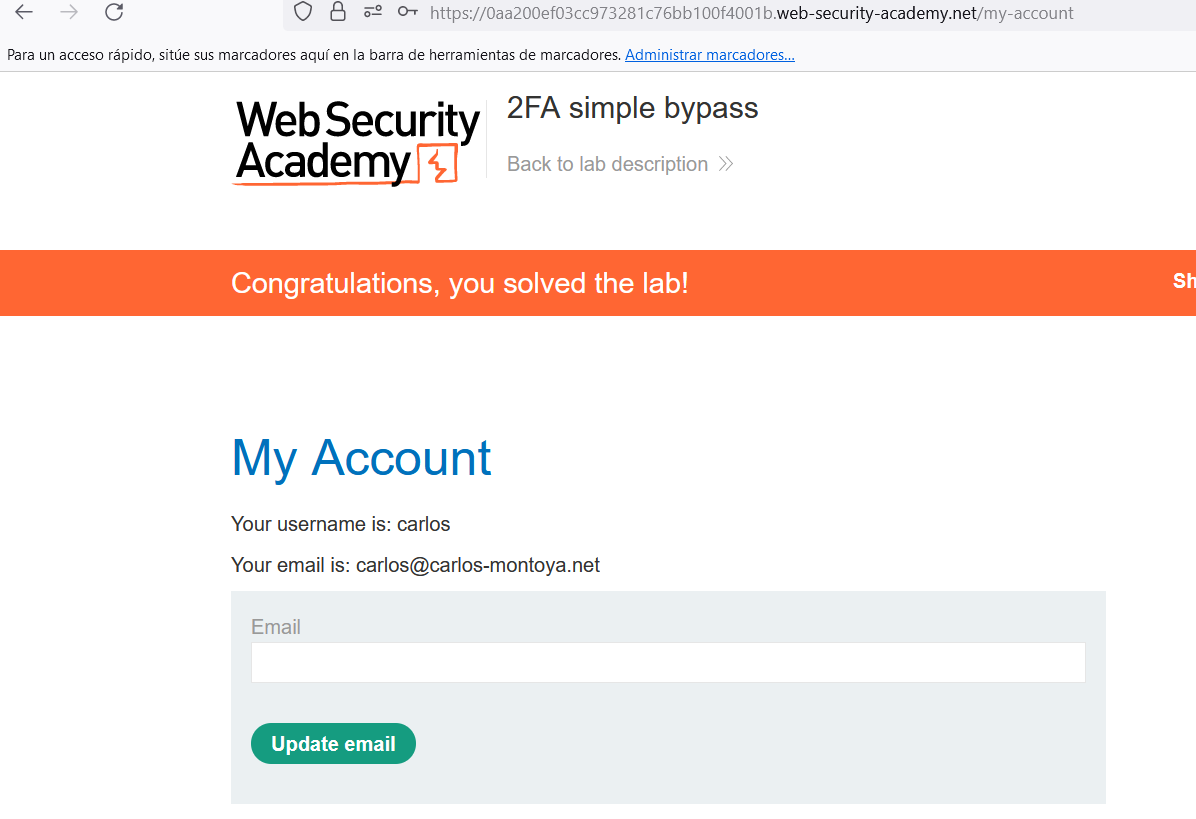 https://0aa200ef03cc973281c76bb100f4001b.web-security-academy.net/my-account
Para un acceso rápido, sitúe sus marcadores aquí en la barra de herramientas de marcadores. Administrar marcadores...
Web Security
Academy
2FA simple bypass
Back to lab description
Congratulations, you solved the lab!
Sh
My Account
Your username is: carlos
Your email is: carlos@carlos-montoya.net
Email
Update email